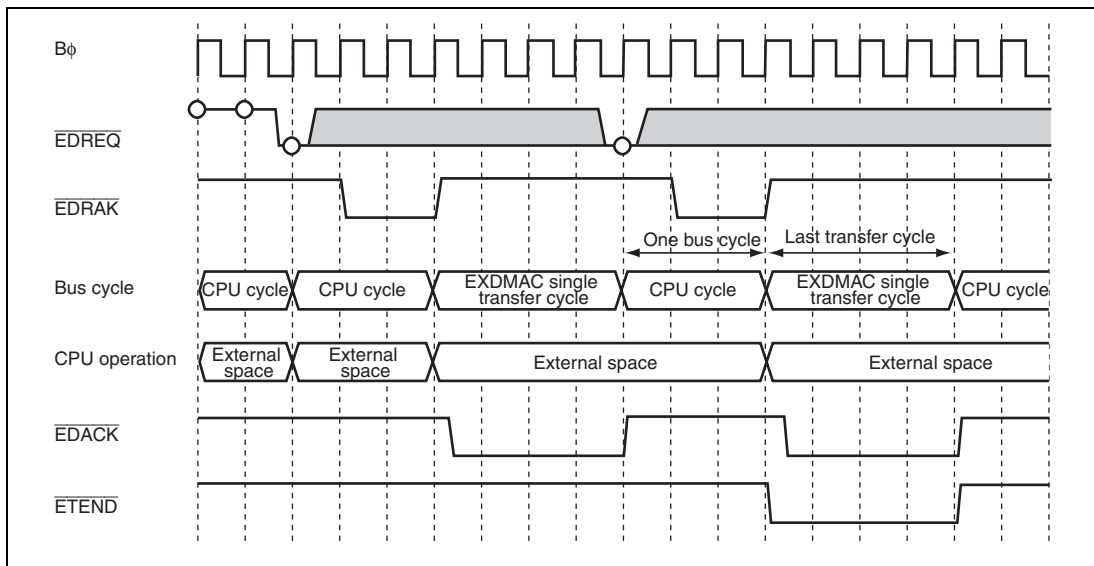 Bϕ
EDREQ
EDRAK
One bus cycle
Last transfer cycle
Bus cycle
CPU cycle
CPU cycle
EXDMAC single
transfer cycle
CPU cycle
EXDMAC single
transfer cycle
CPU cycle
CPU operation
External
space
External
space
External space
External space
EDACK
ETEND